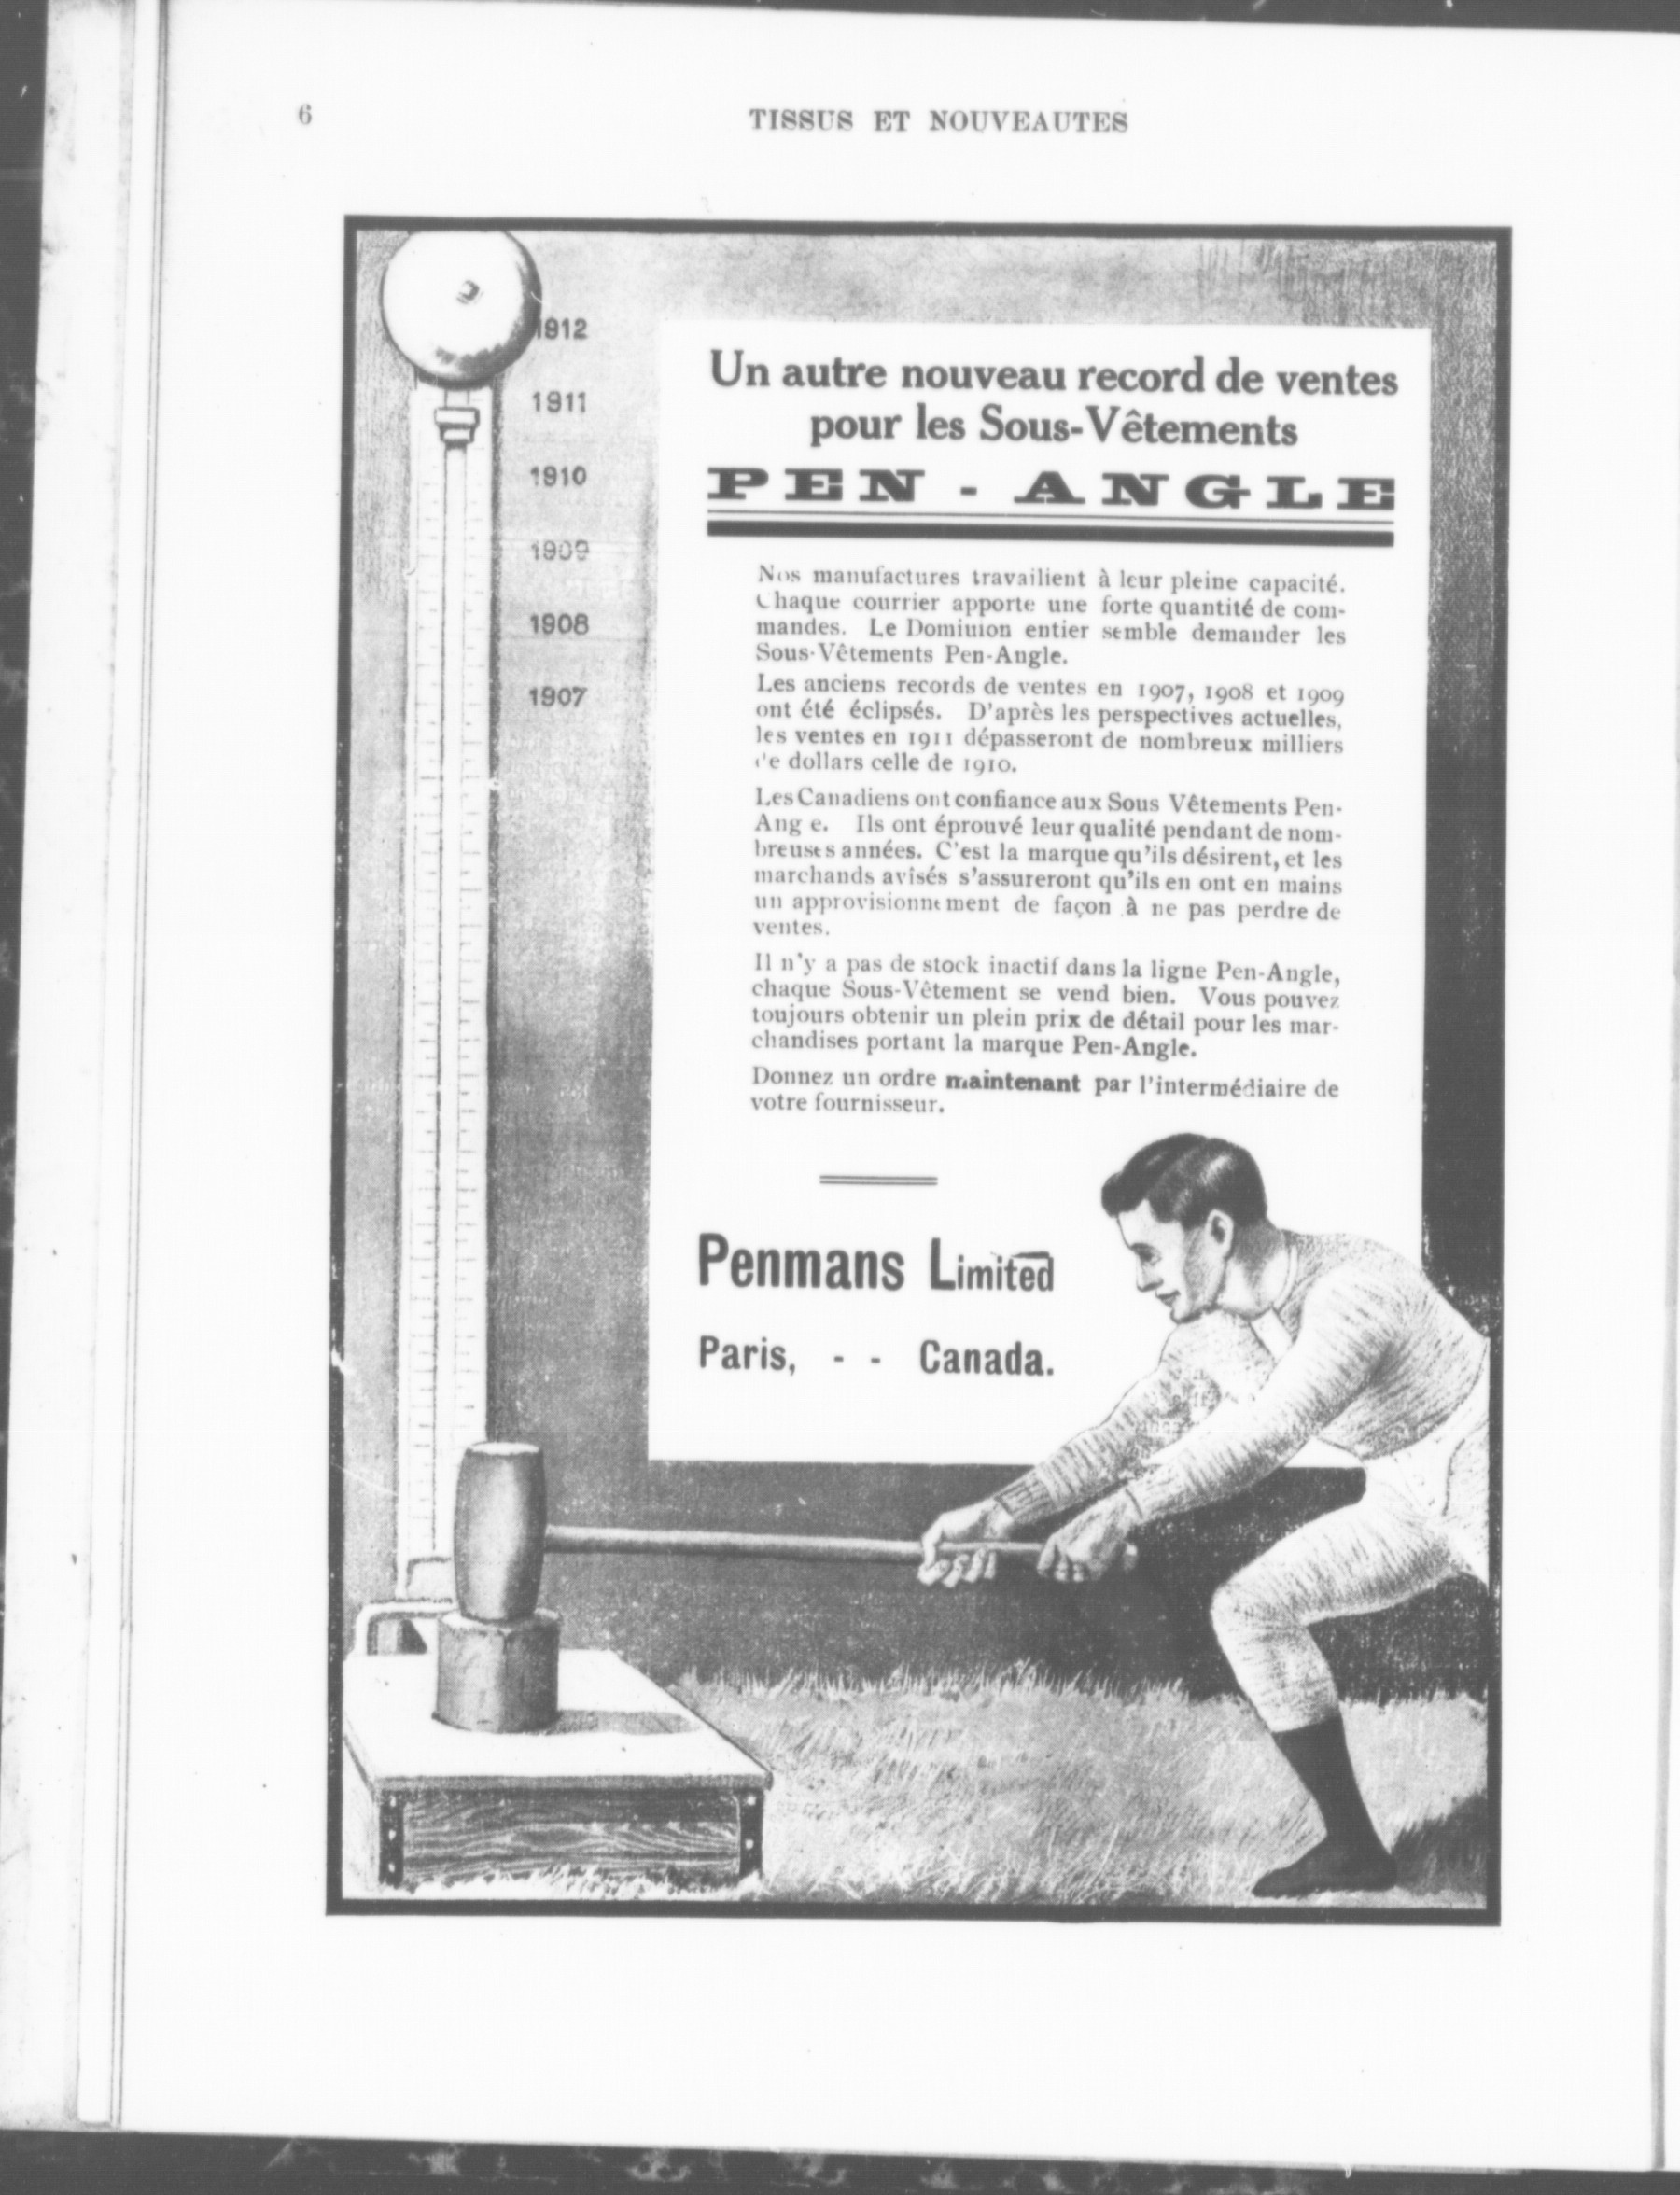 6
TISSUS ET NOUVEAUTES
1912
1911
1910
1909
1908
1907
Un autre nouveau record de ventes
pour les Sous-Vêtements
PEN - ANGLE
Nos manufactures travailient à leur pleine capacité.
Chaque courrier apporte une forte quantité de com-
mandes. Le Dominion entier semble demander les
Sous-Vêtements Pen-Angle.
Les anciens records de ventes en 1907, 1908 et 1909
ont été éclipsés. D'après les perspectives actuelles,
les ventes en 1911 dépasseront de nombreux milliers
de dollars celle de 1910.
Les Canadiens ont confiance aux Sous Vêtements Pen-
Ang e. Ils ont éprouvé leur qualité pendant de nom-
breuses années. C'est la marque qu'ils désirent, et les
marchands avisés s'assureront qu'ils en ont en mains
un approvisionnement de façon à ne pas perdre de
ventes.
Il n'y a pas de stock inactif dans la ligne Pen-Angle,
chaque Sous-Vêtement se vend bien. Vous pouvez
toujours obtenir un plein prix de détail pour les mar-
chandises portant la marque Pen-Angle.
Donnez un ordre maintenant par l'intermédiaire de
votre fournisseur.
Penmans Limited
Paris, - - Canada.